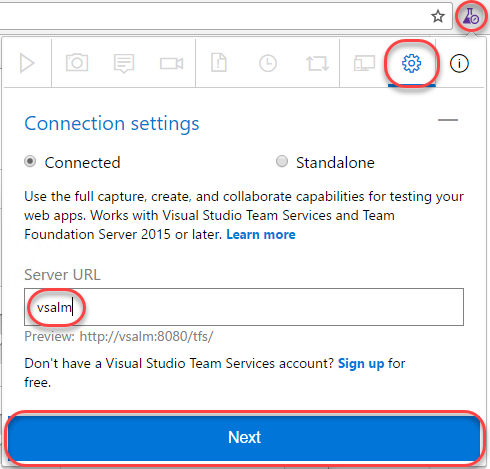 Connection settings
Connected
Standalone
Use the full capture, create, and collaborate capabilities for testing your
web apps. Works with Visual Studio Team Services and Team
Foundation Server 2015 or later. Learn more
Server URL
vsalm
Preview: http://vsalm:8080/tfs/
Don't have a Visual Studio Team Services account? Sign up for
free.
Next